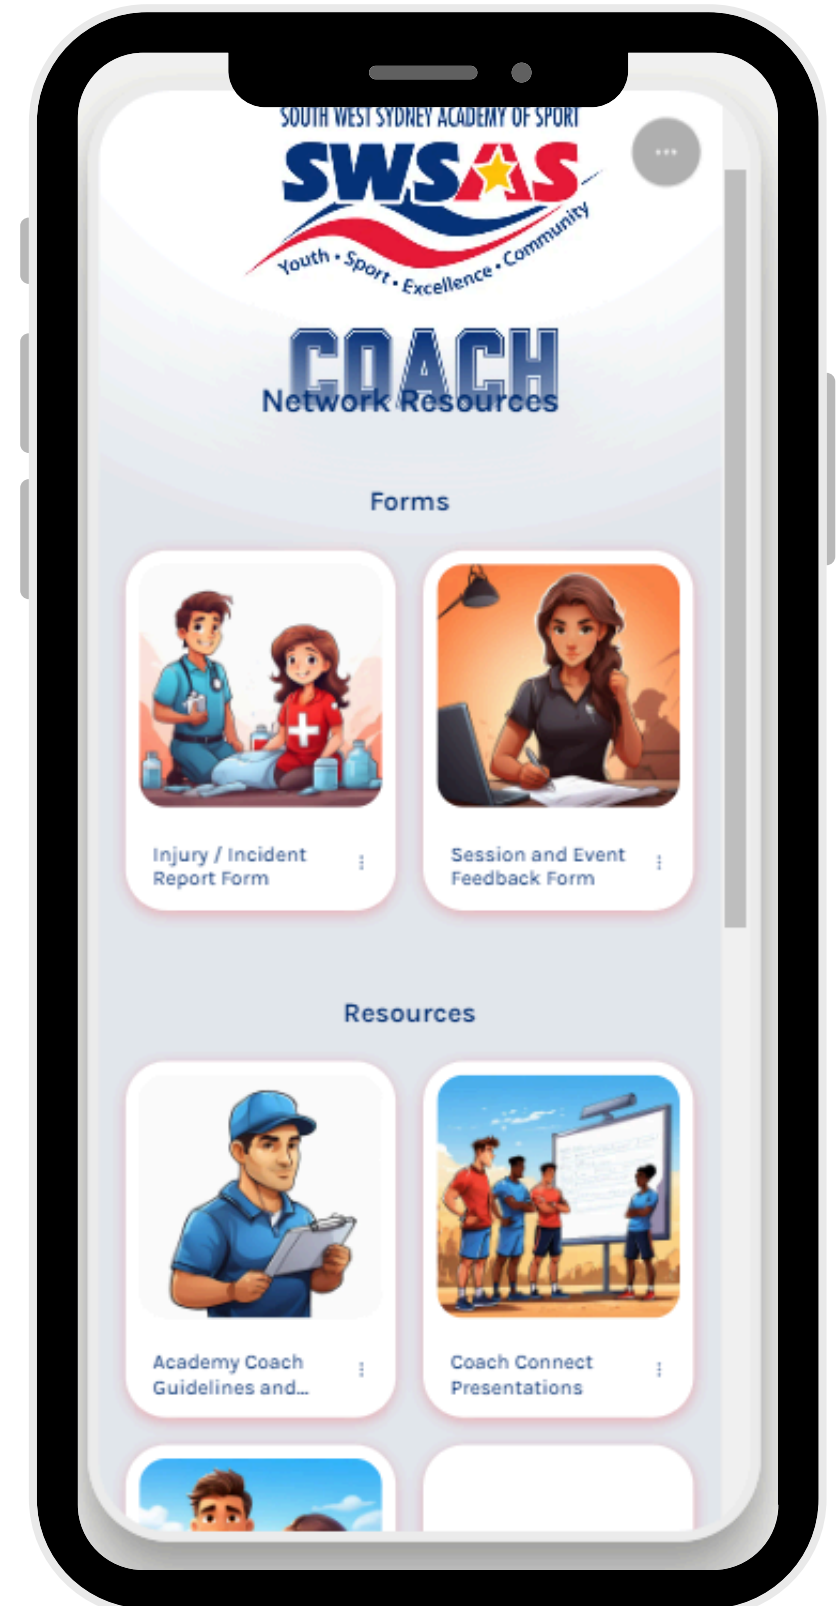 SOUTH WEST SYDNEY ACADEMY OF SPORT
SWSAS
Youth • Sport • Excellence • Community
COACH
Network Resources
Forms
Injury / Incident
Report Form
Session and Event
Feedback Form
Resources
Academy Coach
Guidelines and...
Coach Connect
Presentations